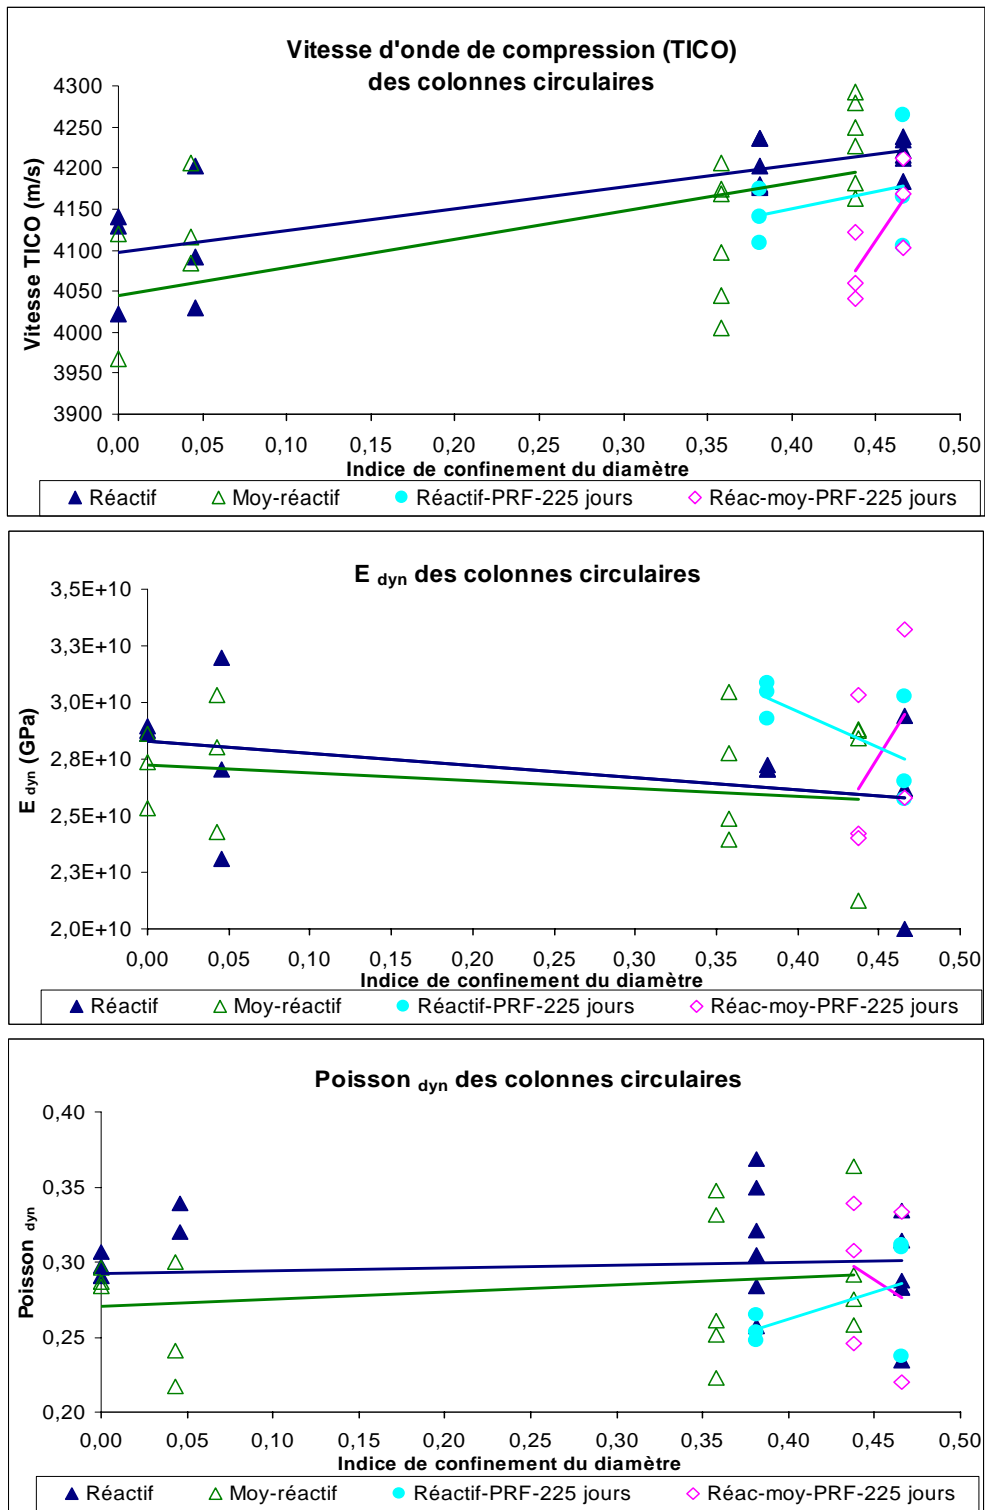 Vitesse d'onde de compression (TICO)
des colonnes circulaires
Vitesse TICO (m/s)
4300
4250
4200
4150
4100
4050
4000
3950
3900
0,00 0,05 0,10 0,15 0,20 0,25 0,30 0,35 0,40 0,45 0,50
Indice de confinement du diamètre
Réactif Moy-réactif Réactif-PRF-225 jours Réac-moy-PRF-225 jours
E dyn des colonnes circulaires
E dyn (GPa)
3,5E+10
3,3E+10
3,0E+10
2,8E+10
2,5E+10
2,3E+10
2,0E+10
0,00 0,05 0,10 0,15 0,20 0,25 0,30 0,35 0,40 0,45 0,50
Indice de confinement du diamètre
Réactif Moy-réactif Réactif-PRF-225 jours Réac-moy-PRF-225 jours
Poisson dyn des colonnes circulaires
Poisson dyn
0,40
0,35
0,30
0,25
0,20
0,00 0,05 0,10 0,15 0,20 0,25 0,30 0,35 0,40 0,45 0,50
Indice de confinement du diamètre
Réactif Moy-réactif Réactif-PRF-225 jours Réac-moy-PRF-225 jours